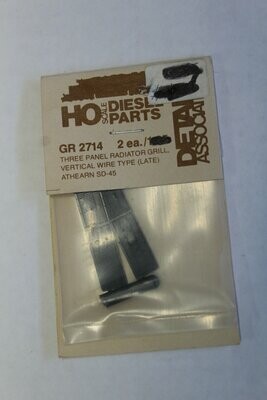 HO SCALE DIESEL PARTS
DETAIL ASSOCIATES
GR 2714 2 ea./
THREE PANEL RADIATOR GRILL,
VERTICAL WIRE TYPE (LATE)
ATHEARN SD-45